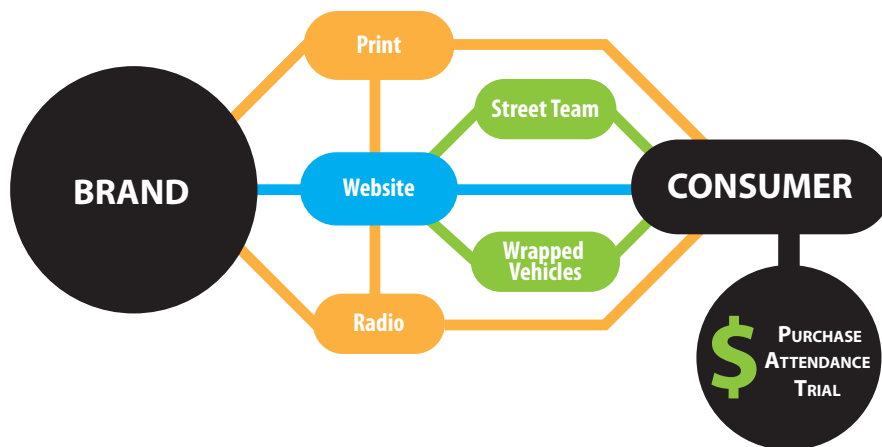 Print
Street Team
BRAND
Website
CONSUMER
Wrapped
Vehicles
Radio
$
PURCHASE
ATTENDANCE
TRIAL